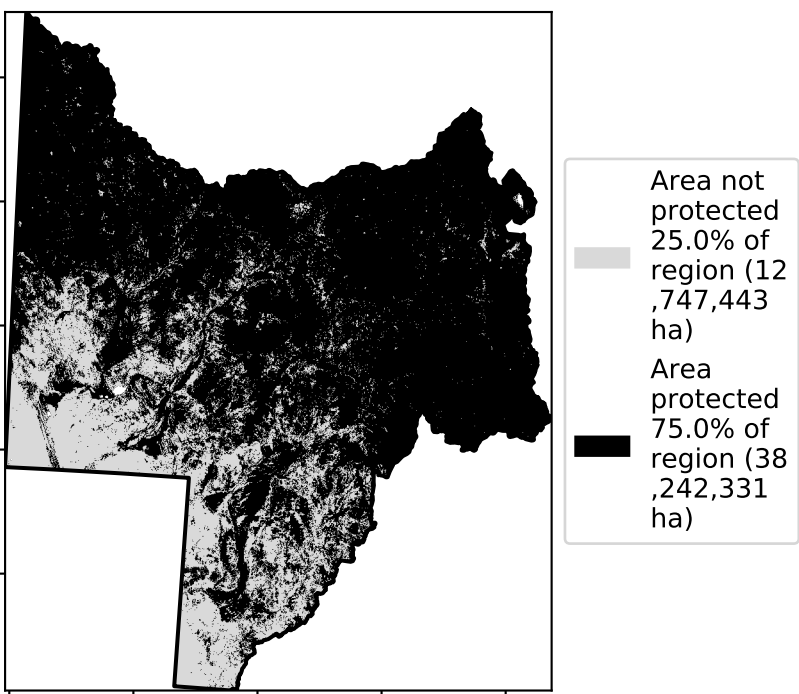 Area not
protected
25.0% of
region (12
,747,443
ha)
Area
protected
75.0% of
region (38
,242,331
ha)